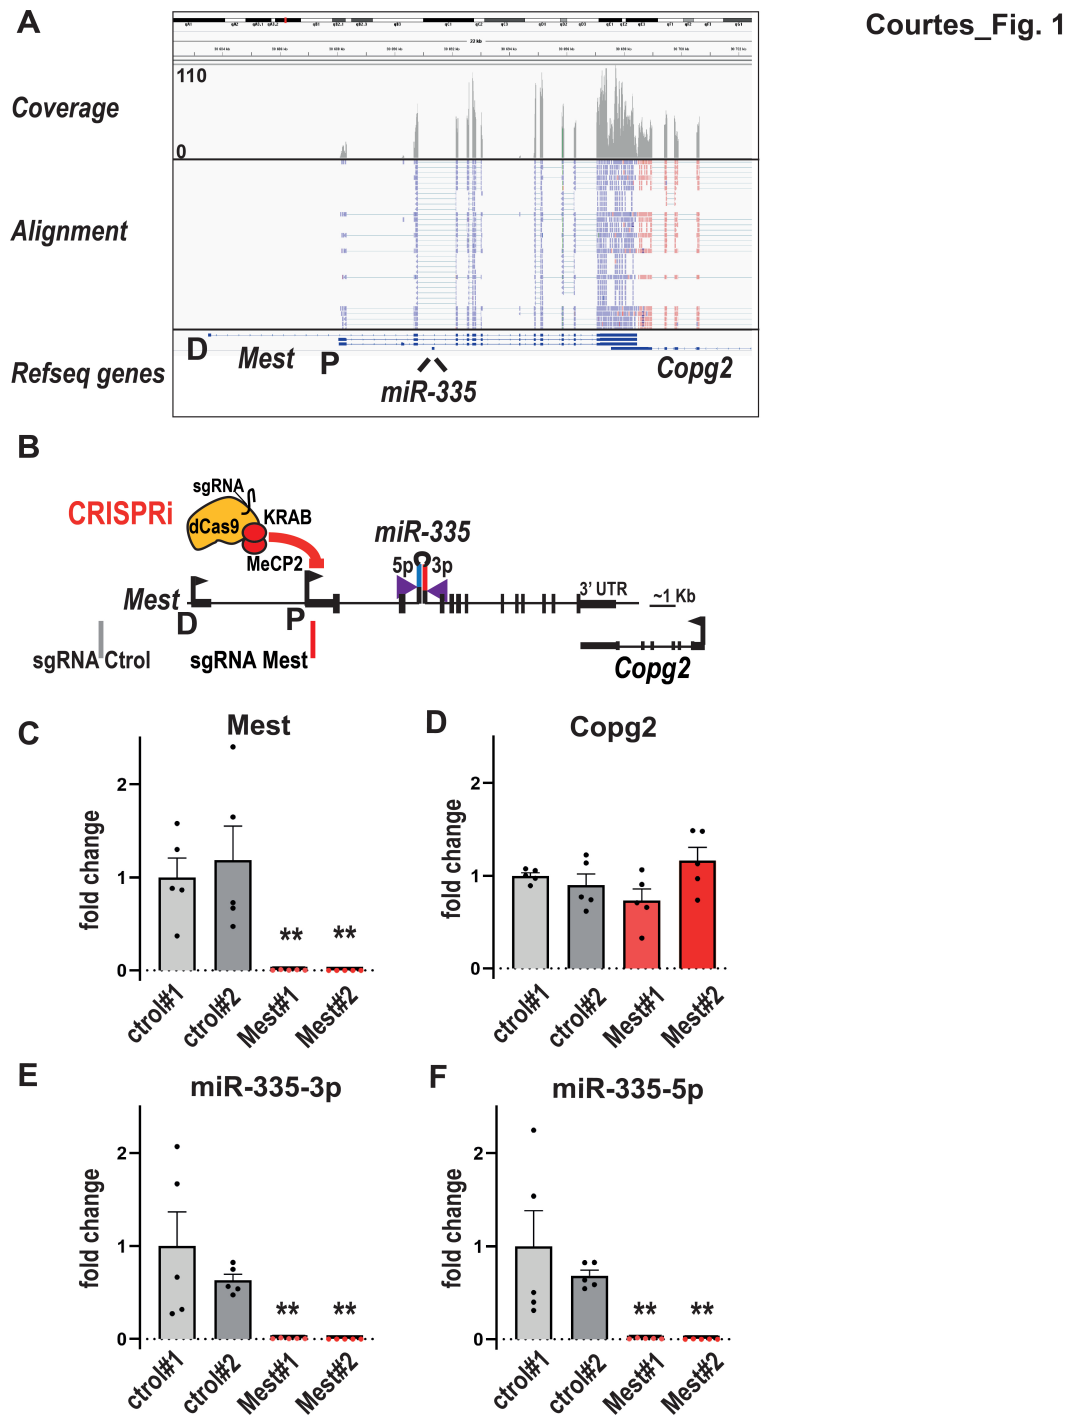 A
Courtes_Fig. 1
22 kb
110
Coverage
0
Alignment
D
Mest
P
Copg2
Refseq genes
miR-335
B
sgRNA
CRISPRi
dCas9
KRAB
miR-335
MeCP2
5p
3p
Mest
3' UTR
~1 Kb
D
P
sgRNA Ctrol
sgRNA Mest
Copg2
C
Mest
fold change
2
1
0
**
**
ctrol#1
ctrol#2
Mest#1
Mest#2
D
Copg2
fold change
2
1
0
ctrol#1
ctrol#2
Mest#1
Mest#2
E
miR-335-3p
fold change
2
1
0
**
**
ctrol#1
ctrol#2
Mest#1
Mest#2
F
miR-335-5p
fold change
2
1
0
**
**
ctrol#1
ctrol#2
Mest#1
Mest#2